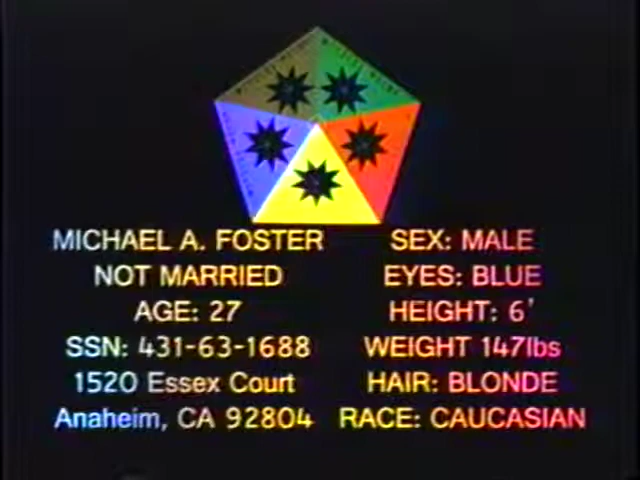 MICHAEL A. FOSTER
NOT MARRIED
AGE: 27
SSN: 431-63-1688
1520 Essex Court
Anaheim, CA 92804
SEX: MALE
EYES: BLUE
HEIGHT: 6'
WEIGHT 147lbs
HAIR: BLONDE
RACE: CAUCASIAN